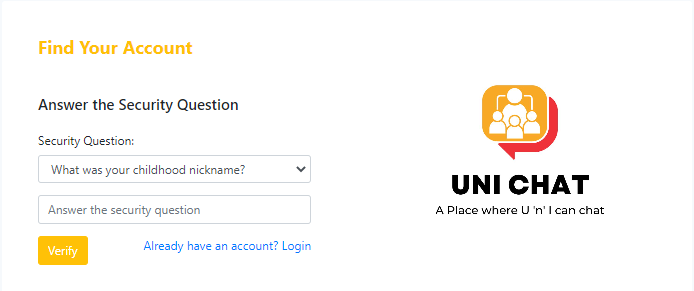 Find Your Account
Answer the Security Question
Security Question:
What was your childhood nickname?
Answer the security question
Verify
Already have an account? Login
UNI CHAT
A Place where U 'n' I can chat